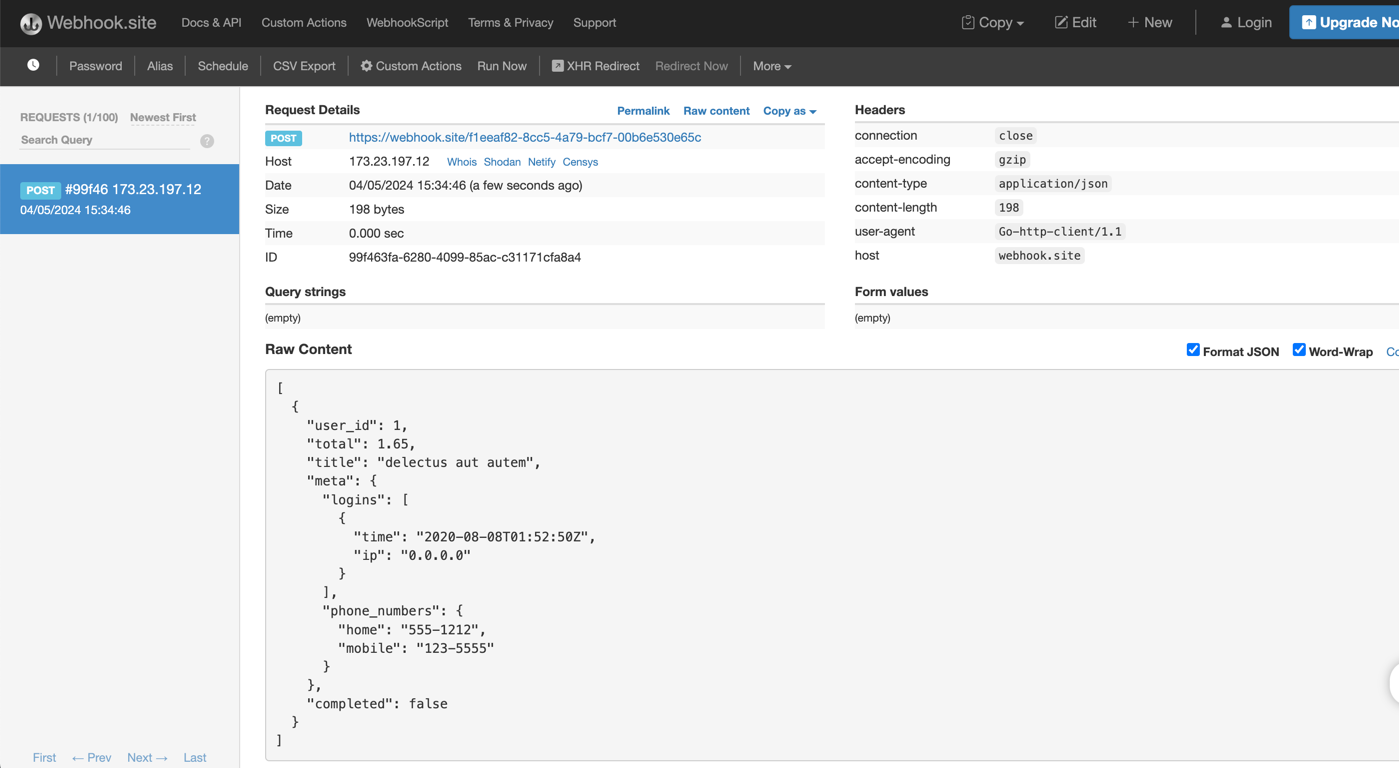 Webhook.site Docs & API Custom Actions WebhookScript Terms & Privacy Support Copy Edit New Login Upgrade No
Password Alias Schedule CSV Export Custom Actions Run Now XHR Redirect Redirect Now More
REQUESTS (1/100) Newest First
Search Query ?
POST #99f46 173.23.197.12
04/05/2024 15:34:46
First ← Prev Next → Last
Request Details Permalink Raw content Copy as
POST https://webhook.site/f1eeaf82-8cc5-4a79-bcf7-00b6e530e65c
Host 173.23.197.12 Whois Shodan Netify Censys
Date 04/05/2024 15:34:46 (a few seconds ago)
Size 198 bytes
Time 0.000 sec
ID 99f463fa-6280-4099-85ac-c31171cfa8a4
Headers
connection close
accept-encoding gzip
content-type application/json
content-length 198
user-agent Go-http-client/1.1
host webhook.site
Query strings
(empty)
Form values
(empty)
Raw Content Format JSON Word-Wrap Co
[
{
"user_id": 1,
"total": 1.65,
"title": "delectus aut autem",
"meta": {
"logins": [
{
"time": "2020-08-08T01:52:50Z",
"ip": "0.0.0.0"
}
],
"phone_numbers": {
"home": "555-1212",
"mobile": "123-5555"
}
},
"completed": false
}
]